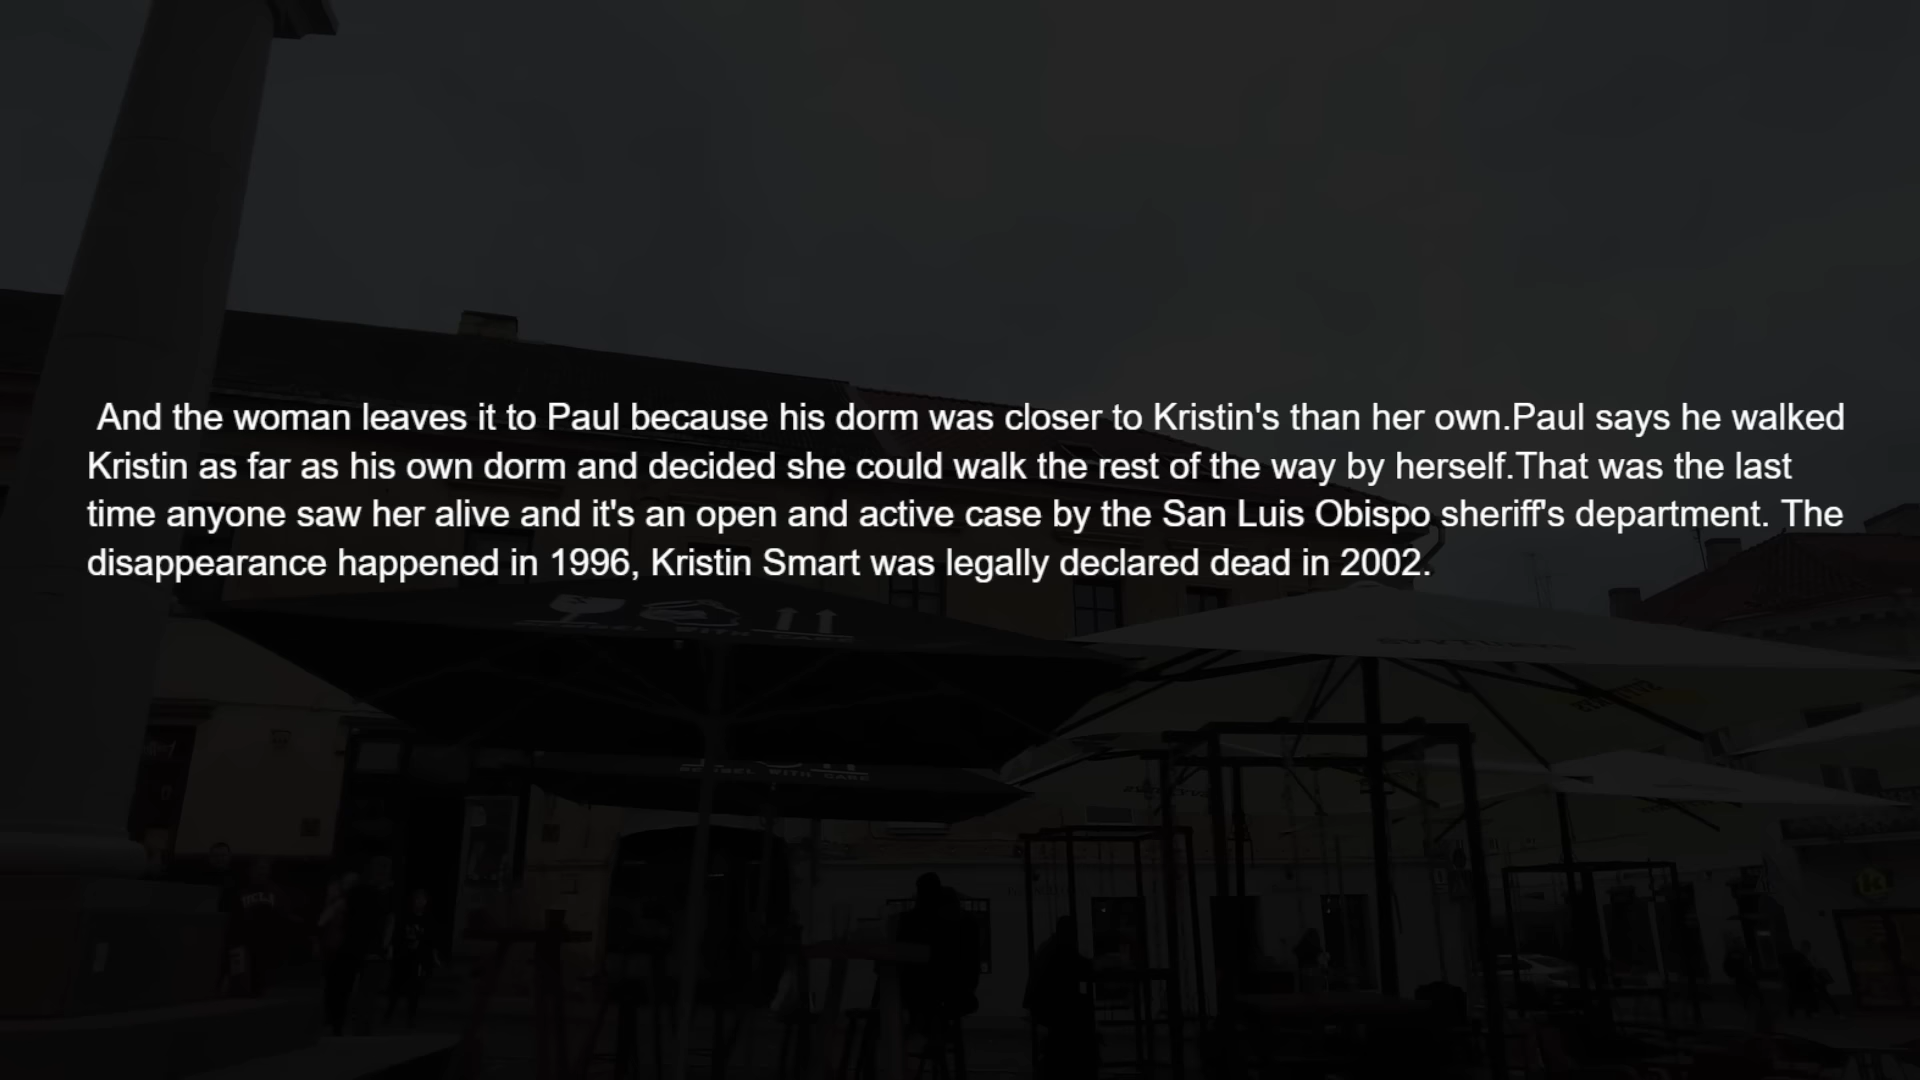 And the woman leaves it to Paul because his dorm was closer to Kristin's than her own.Paul says he walked
Kristin as far as his own dorm and decided she could walk the rest of the way by herself.That was the last
time anyone saw her alive and it's an open and active case by the San Luis Obispo sheriff's department. The
disappearance happened in 1996, Kristin Smart was legally declared dead in 2002.
WITH CARE
WITH CARE